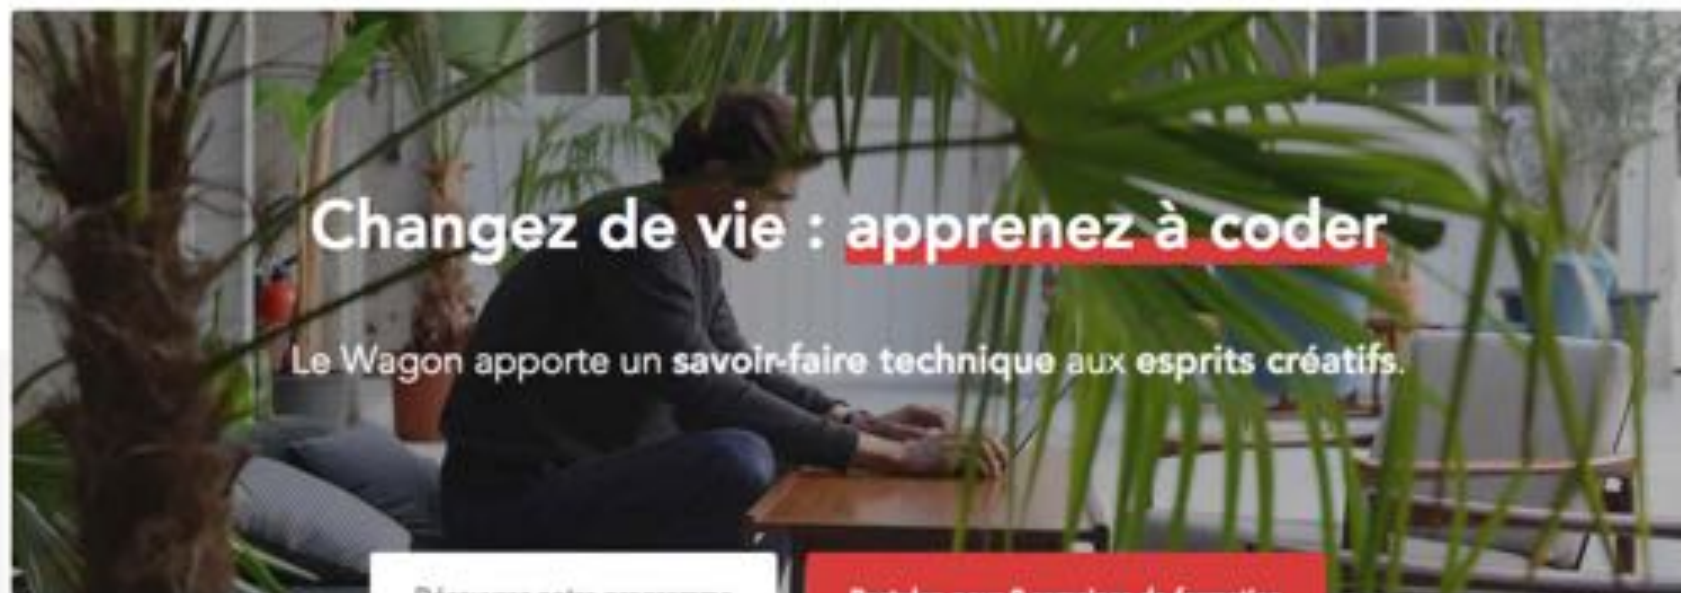 Changez de vie : apprenez à coder
Le Wagon apporte un savoir-faire technique aux esprits créatifs.